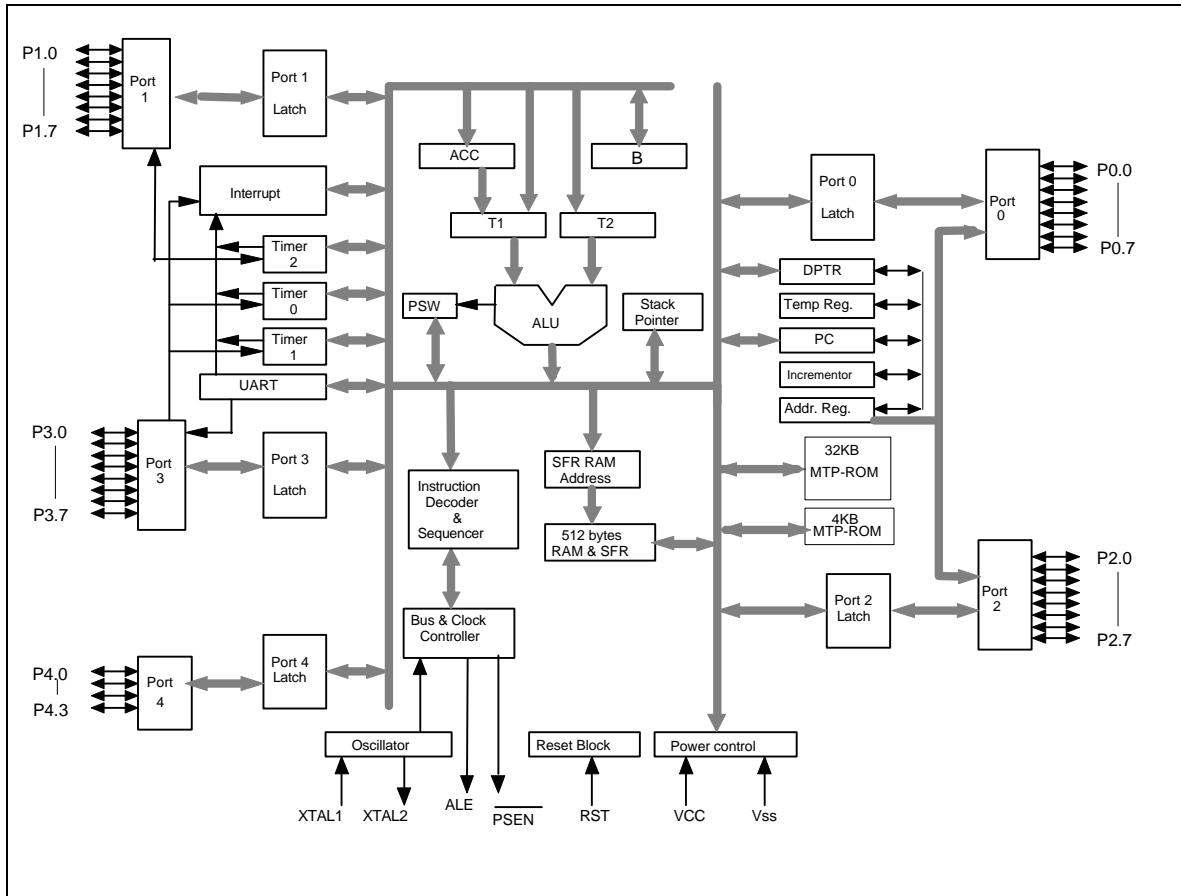 P1.0
P1.7
Port
1
Port 1
Latch
Interrupt
Timer
2
Timer
0
Timer
1
UART
P3.0
P3.7
Port
3
Port 3
Latch
P4.0
P4.3
Port
4
Port 4
Latch
ACC
B
T1
T2
PSW
ALU
Stack
Pointer
Instruction
Decoder
&
Sequencer
SFR RAM
Address
512 bytes
RAM & SFR
Bus & Clock
Controller
Oscillator
Reset Block
Power control
XTAL1
XTAL2
ALE
PSEN
RST
VCC
Vss
Port 0
Latch
Port
0
P0.0
P0.7
DPTR
Temp Reg.
PC
Incrementor
Addr. Reg.
32KB
MTP-ROM
4KB
MTP-ROM
Port 2
Latch
Port
2
P2.0
P2.7